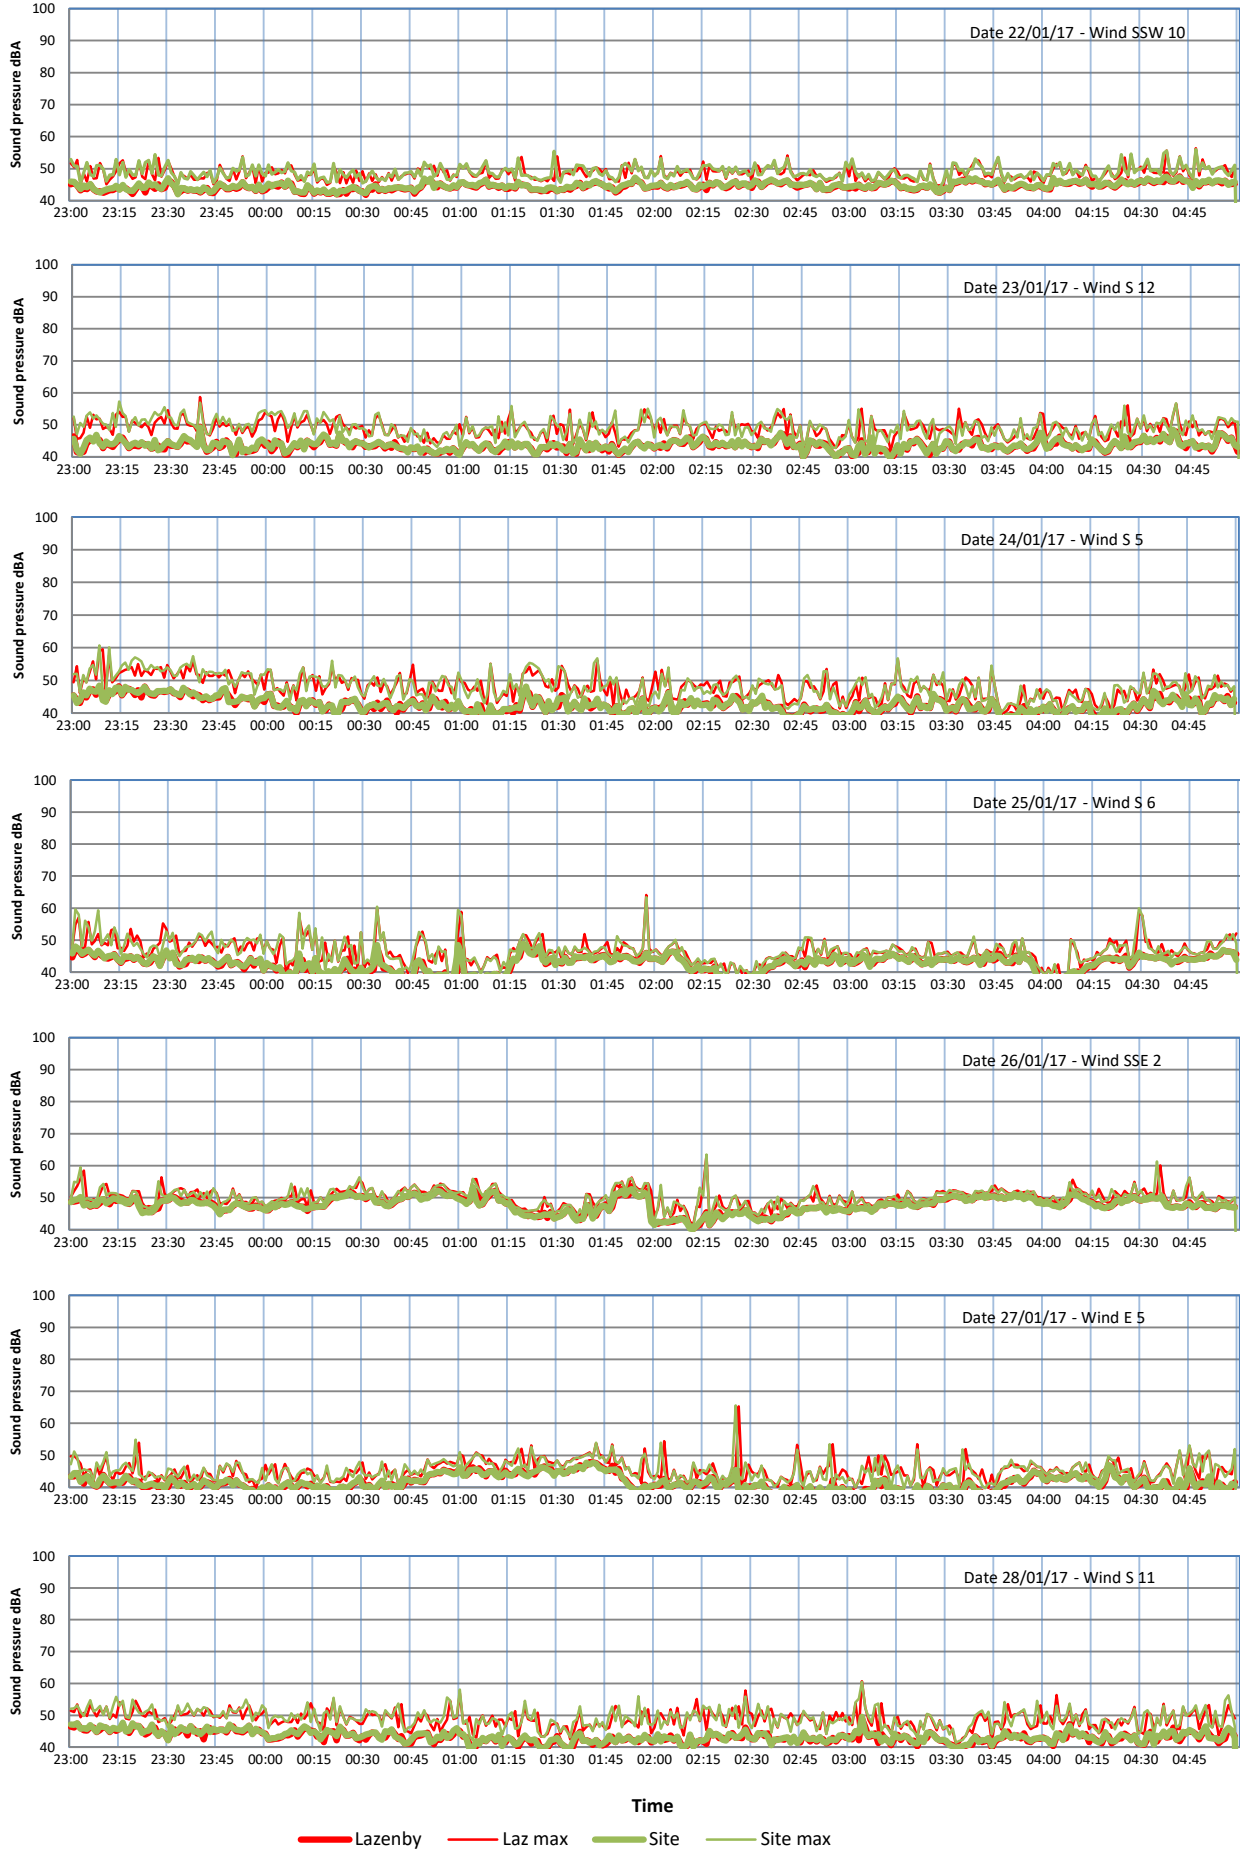 Date 22/01/17 - Wind SSW 10
Sound pressure dBA
100
90
80
70
60
50
40
23:00 23:15 23:30 23:45 00:00 00:15 00:30 00:45 01:00 01:15 01:30 01:45 02:00 02:15 02:30 02:45 03:00 03:15 03:30 03:45 04:00 04:15 04:30 04:45
Date 23/01/17 - Wind S 12
Sound pressure dBA
100
90
80
70
60
50
40
23:00 23:15 23:30 23:45 00:00 00:15 00:30 00:45 01:00 01:15 01:30 01:45 02:00 02:15 02:30 02:45 03:00 03:15 03:30 03:45 04:00 04:15 04:30 04:45
Date 24/01/17 - Wind S 5
Sound pressure dBA
100
90
80
70
60
50
40
23:00 23:15 23:30 23:45 00:00 00:15 00:30 00:45 01:00 01:15 01:30 01:45 02:00 02:15 02:30 02:45 03:00 03:15 03:30 03:45 04:00 04:15 04:30 04:45
Date 25/01/17 - Wind S 6
Sound pressure dBA
100
90
80
70
60
50
40
23:00 23:15 23:30 23:45 00:00 00:15 00:30 00:45 01:00 01:15 01:30 01:45 02:00 02:15 02:30 02:45 03:00 03:15 03:30 03:45 04:00 04:15 04:30 04:45
Date 26/01/17 - Wind SSE 2
Sound pressure dBA
100
90
80
70
60
50
40
23:00 23:15 23:30 23:45 00:00 00:15 00:30 00:45 01:00 01:15 01:30 01:45 02:00 02:15 02:30 02:45 03:00 03:15 03:30 03:45 04:00 04:15 04:30 04:45
Date 27/01/17 - Wind E 5
Sound pressure dBA
100
90
80
70
60
50
40
23:00 23:15 23:30 23:45 00:00 00:15 00:30 00:45 01:00 01:15 01:30 01:45 02:00 02:15 02:30 02:45 03:00 03:15 03:30 03:45 04:00 04:15 04:30 04:45
Date 28/01/17 - Wind S 11
Sound pressure dBA
100
90
80
70
60
50
40
23:00 23:15 23:30 23:45 00:00 00:15 00:30 00:45 01:00 01:15 01:30 01:45 02:00 02:15 02:30 02:45 03:00 03:15 03:30 03:45 04:00 04:15 04:30 04:45
Time
Lazenby Laz max Site Site max